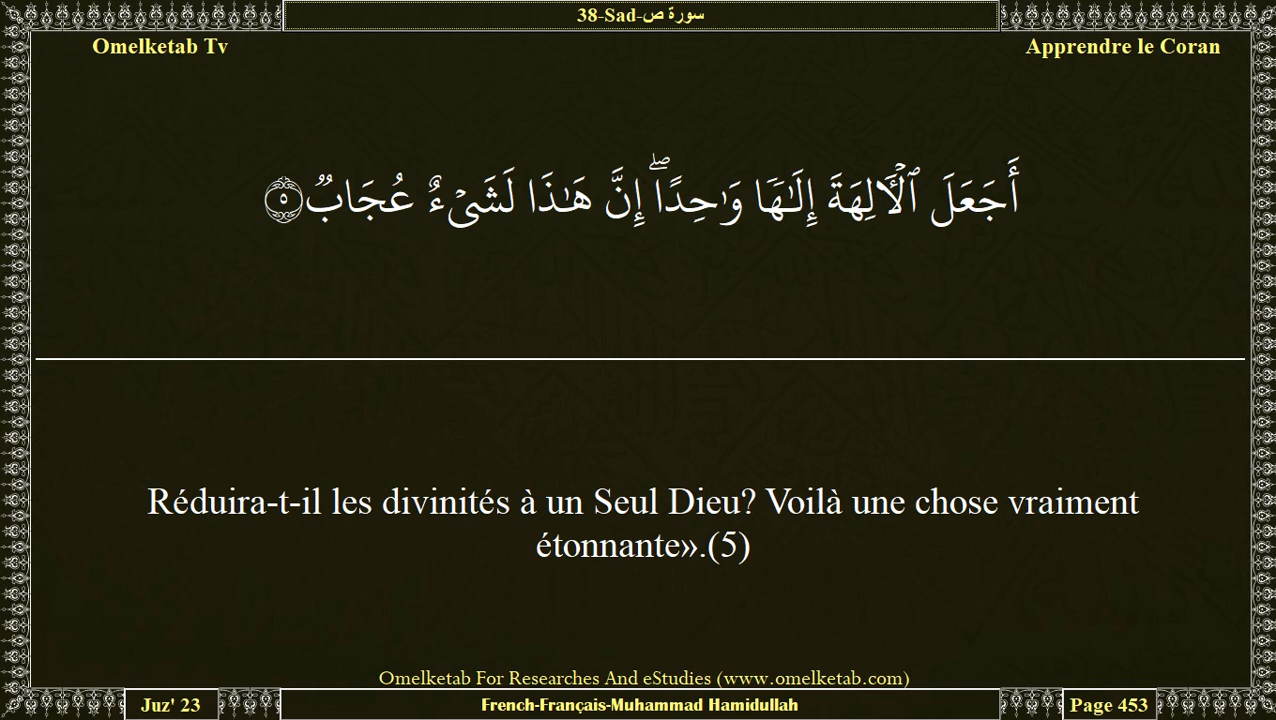 38-Sad-سورة ص
Omelketab Tv
Apprendre le Coran
أَجَعَلَ ٱلْأَلِهَةَ إِلَـٰهًا وَٰحِدًا ۖ إِنَّ هَـٰذَا لَشَىْءٌ عُجَابٌ ﴿٥﴾
Réduira-t-il les divinités à un Seul Dieu? Voilà une chose vraiment
étonnante».(5)
Omelketab For Researches And eStudies (www.omelketab.com)
Juz' 23
French-Français-Muhammad Hamidullah
Page 453